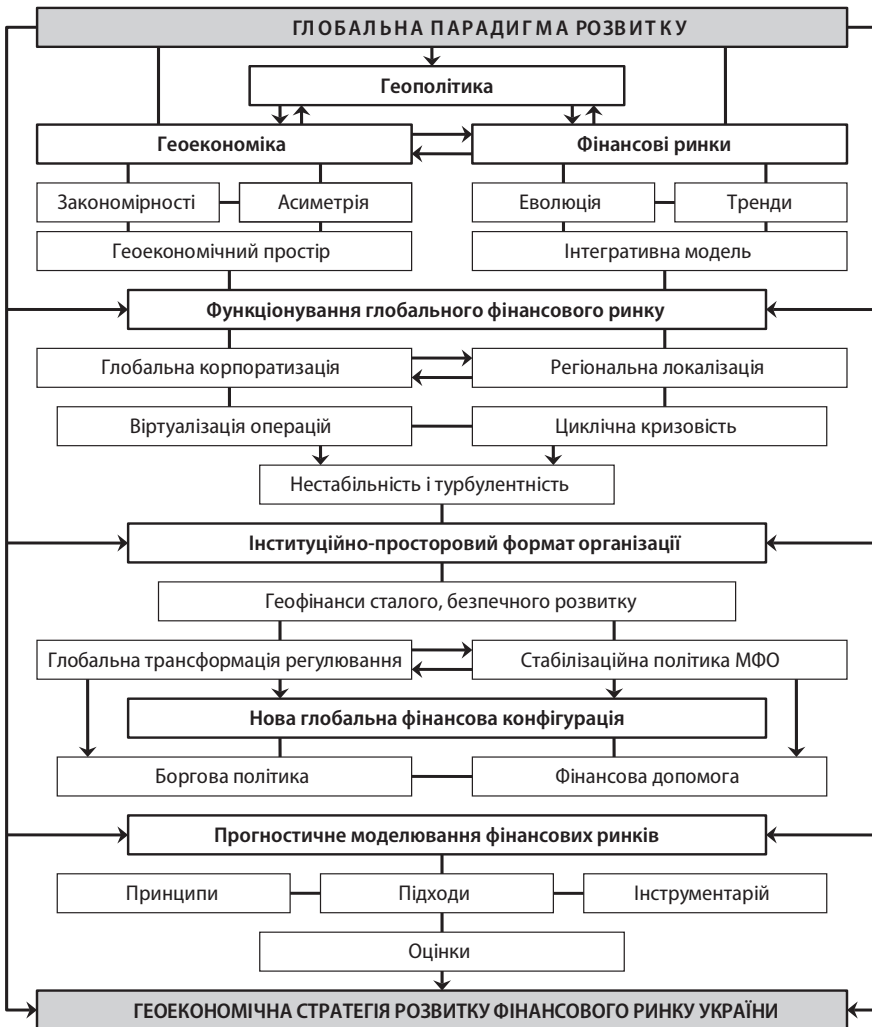 ГЛОБАЛЬНА ПАРАДИГМА РОЗВИТКУ
Геополітика
Геоекономіка
Фінансові ринки
Закономірності
Асиметрія
Еволюція
Тренди
Геоекономічний простір
Інтегративна модель
Функціонування глобального фінансового ринку
Глобальна корпоратизація
Регіональна локалізація
Віртуалізація операцій
Циклічна кризовість
Нестабільність і турбулентність
Інституційно-просторовий формат організації
Геофінанси сталого, безпечного розвитку
Глобальна трансформація регулювання
Стабілізаційна політика МФО
Нова глобальна фінансова конфігурація
Боргова політика
Фінансова допомога
Прогностичне моделювання фінансових ринків
Принципи
Підходи
Інструментарій
Оцінки
ГЕОЕКОНОМІЧНА СТРАТЕГІЯ РОЗВИТКУ ФІНАНСОВОГО РИНКУ УКРАЇНИ